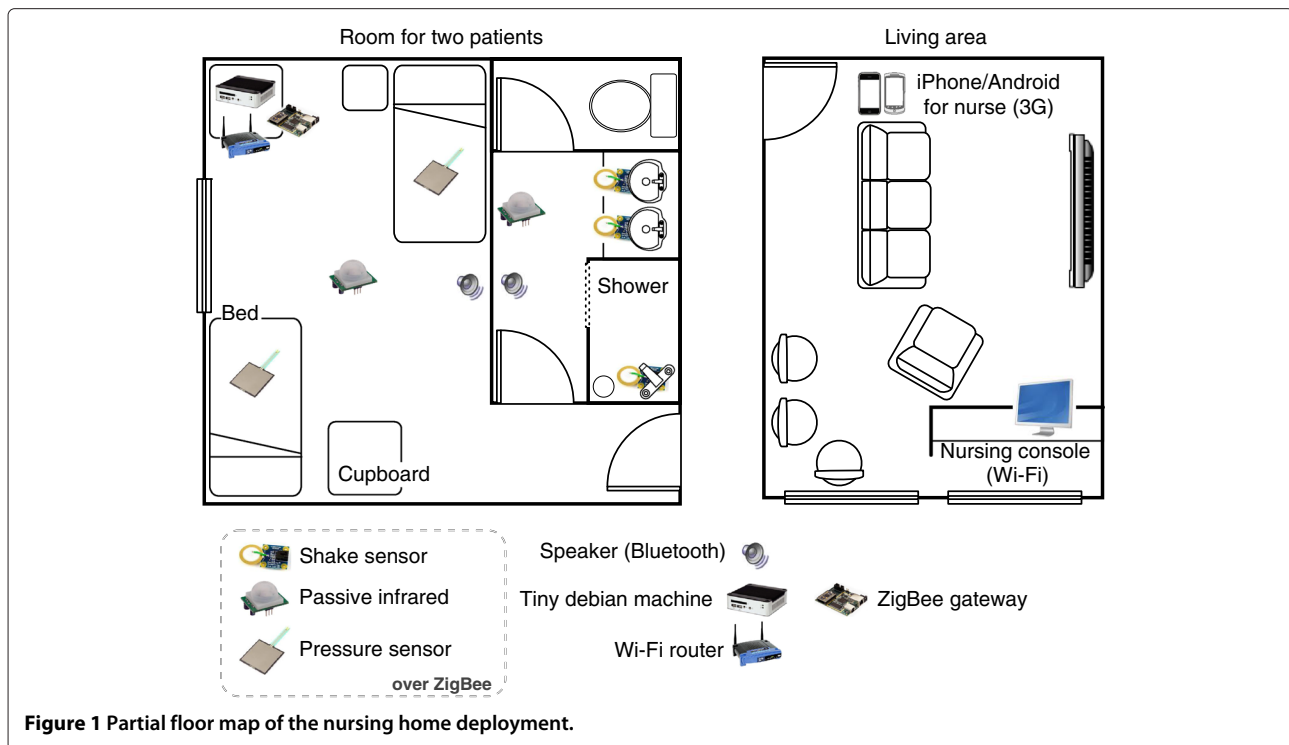 Room for two patients
Living area
iPhone/Android
for nurse (3G)
Shower
Bed
Cupboard
Nursing console
(Wi-Fi)
Shake sensor
Passive infrared
Pressure sensor
over ZigBee
Speaker (Bluetooth)
Tiny debian machine
ZigBee gateway
Wi-Fi router
Figure 1 Partial floor map of the nursing home deployment.